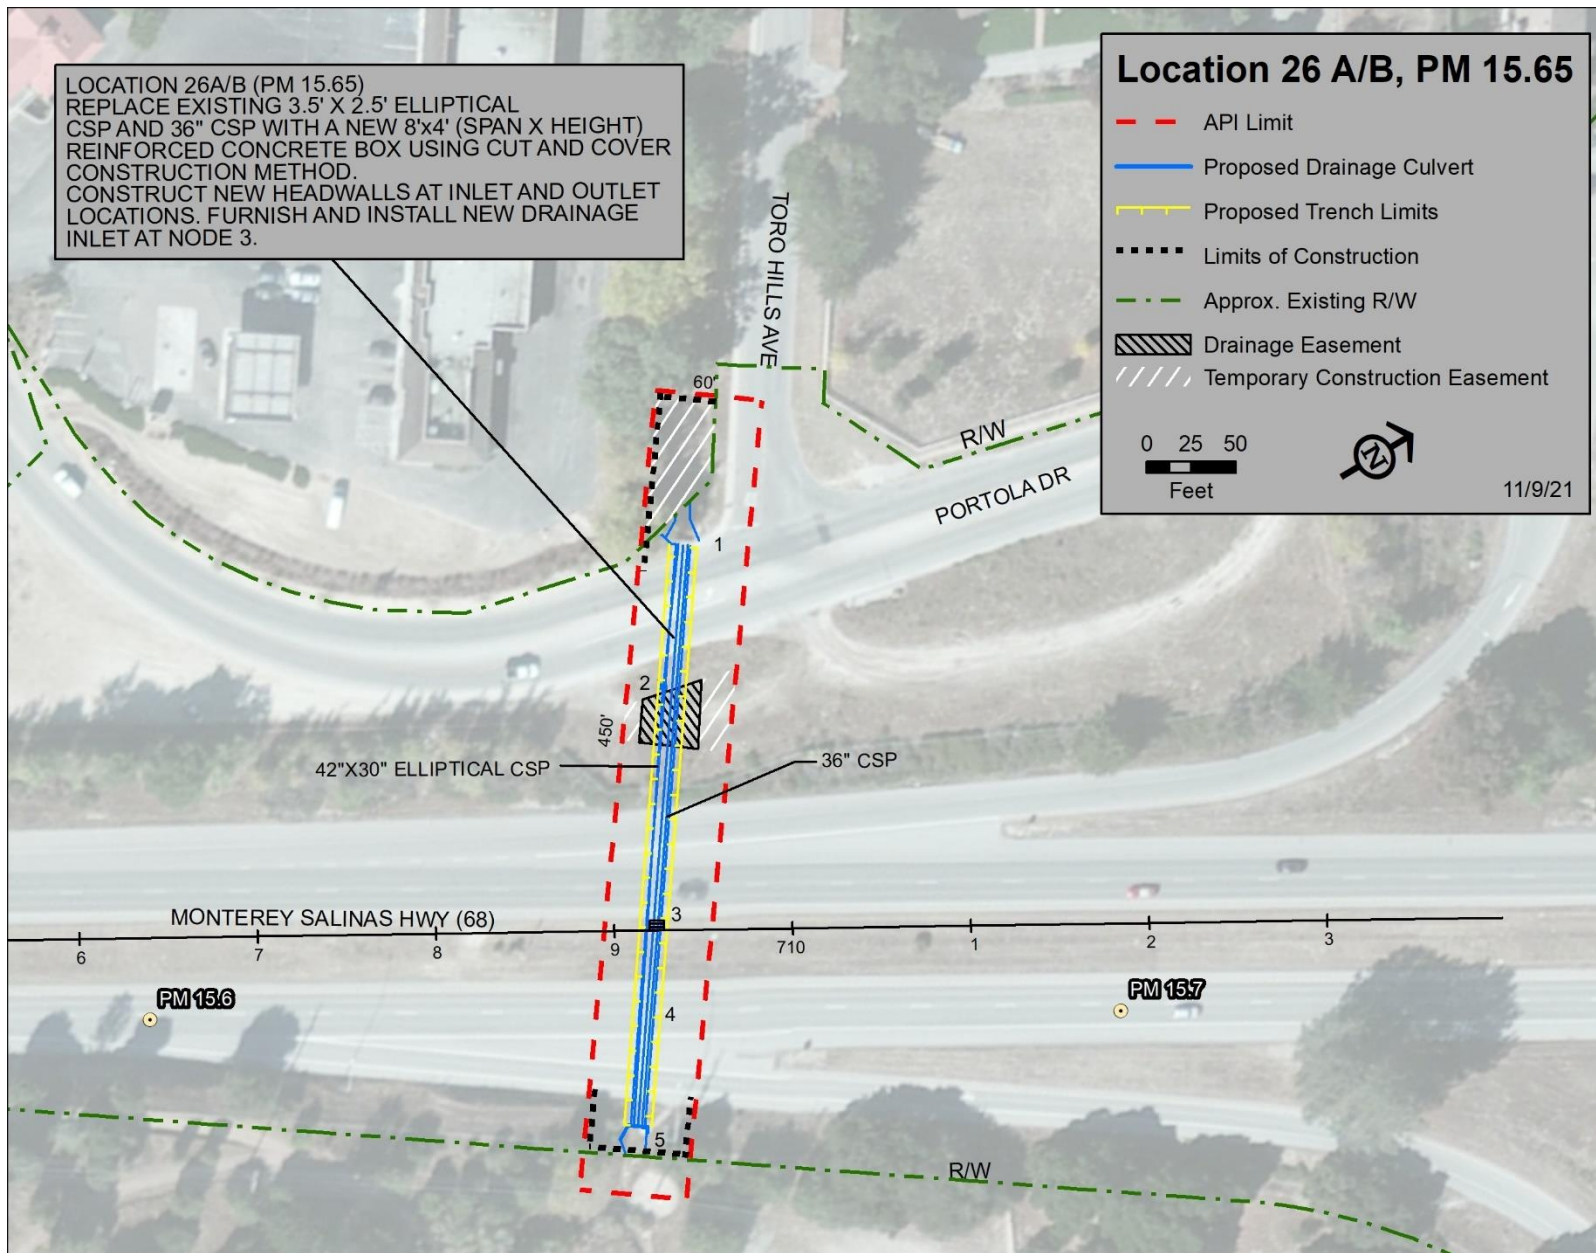 LOCATION 26A/B (PM 15.65)
REPLACE EXISTING 3.5' X 2.5' ELLIPTICAL
CSP AND 36" CSP WITH A NEW 8'x4' (SPAN X HEIGHT)
REINFORCED CONCRETE BOX USING CUT AND COVER
CONSTRUCTION METHOD.
CONSTRUCT NEW HEADWALLS AT INLET AND OUTLET
LOCATIONS. FURNISH AND INSTALL NEW DRAINAGE
INLET AT NODE 3.
Location 26 A/B, PM 15.65
API Limit
Proposed Drainage Culvert
Proposed Trench Limits
Limits of Construction
Approx. Existing R/W
Drainage Easement
Temporary Construction Easement
0 25 50
Feet
N
11/9/21
TORO HILLS AVE
60'
R/W
PORTOLA DR
1
2
450'
42"X30" ELLIPTICAL CSP
36" CSP
3
MONTEREY SALINAS HWY (68)
6 7 8 9 710 1 2 3
PM 15.6
PM 15.7
4
5
R/W